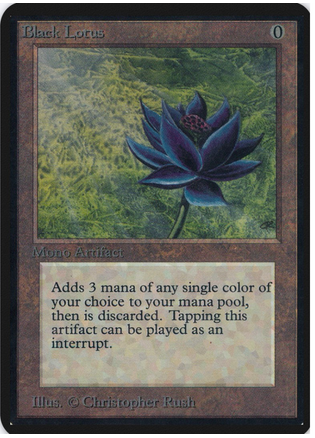 Black Lotus 0
Mono Artifact
Adds 3 mana of any single color of
your choice to your mana pool,
then is discarded. Tapping this
artifact can be played as an
interrupt.
Illus. © Christopher Rush